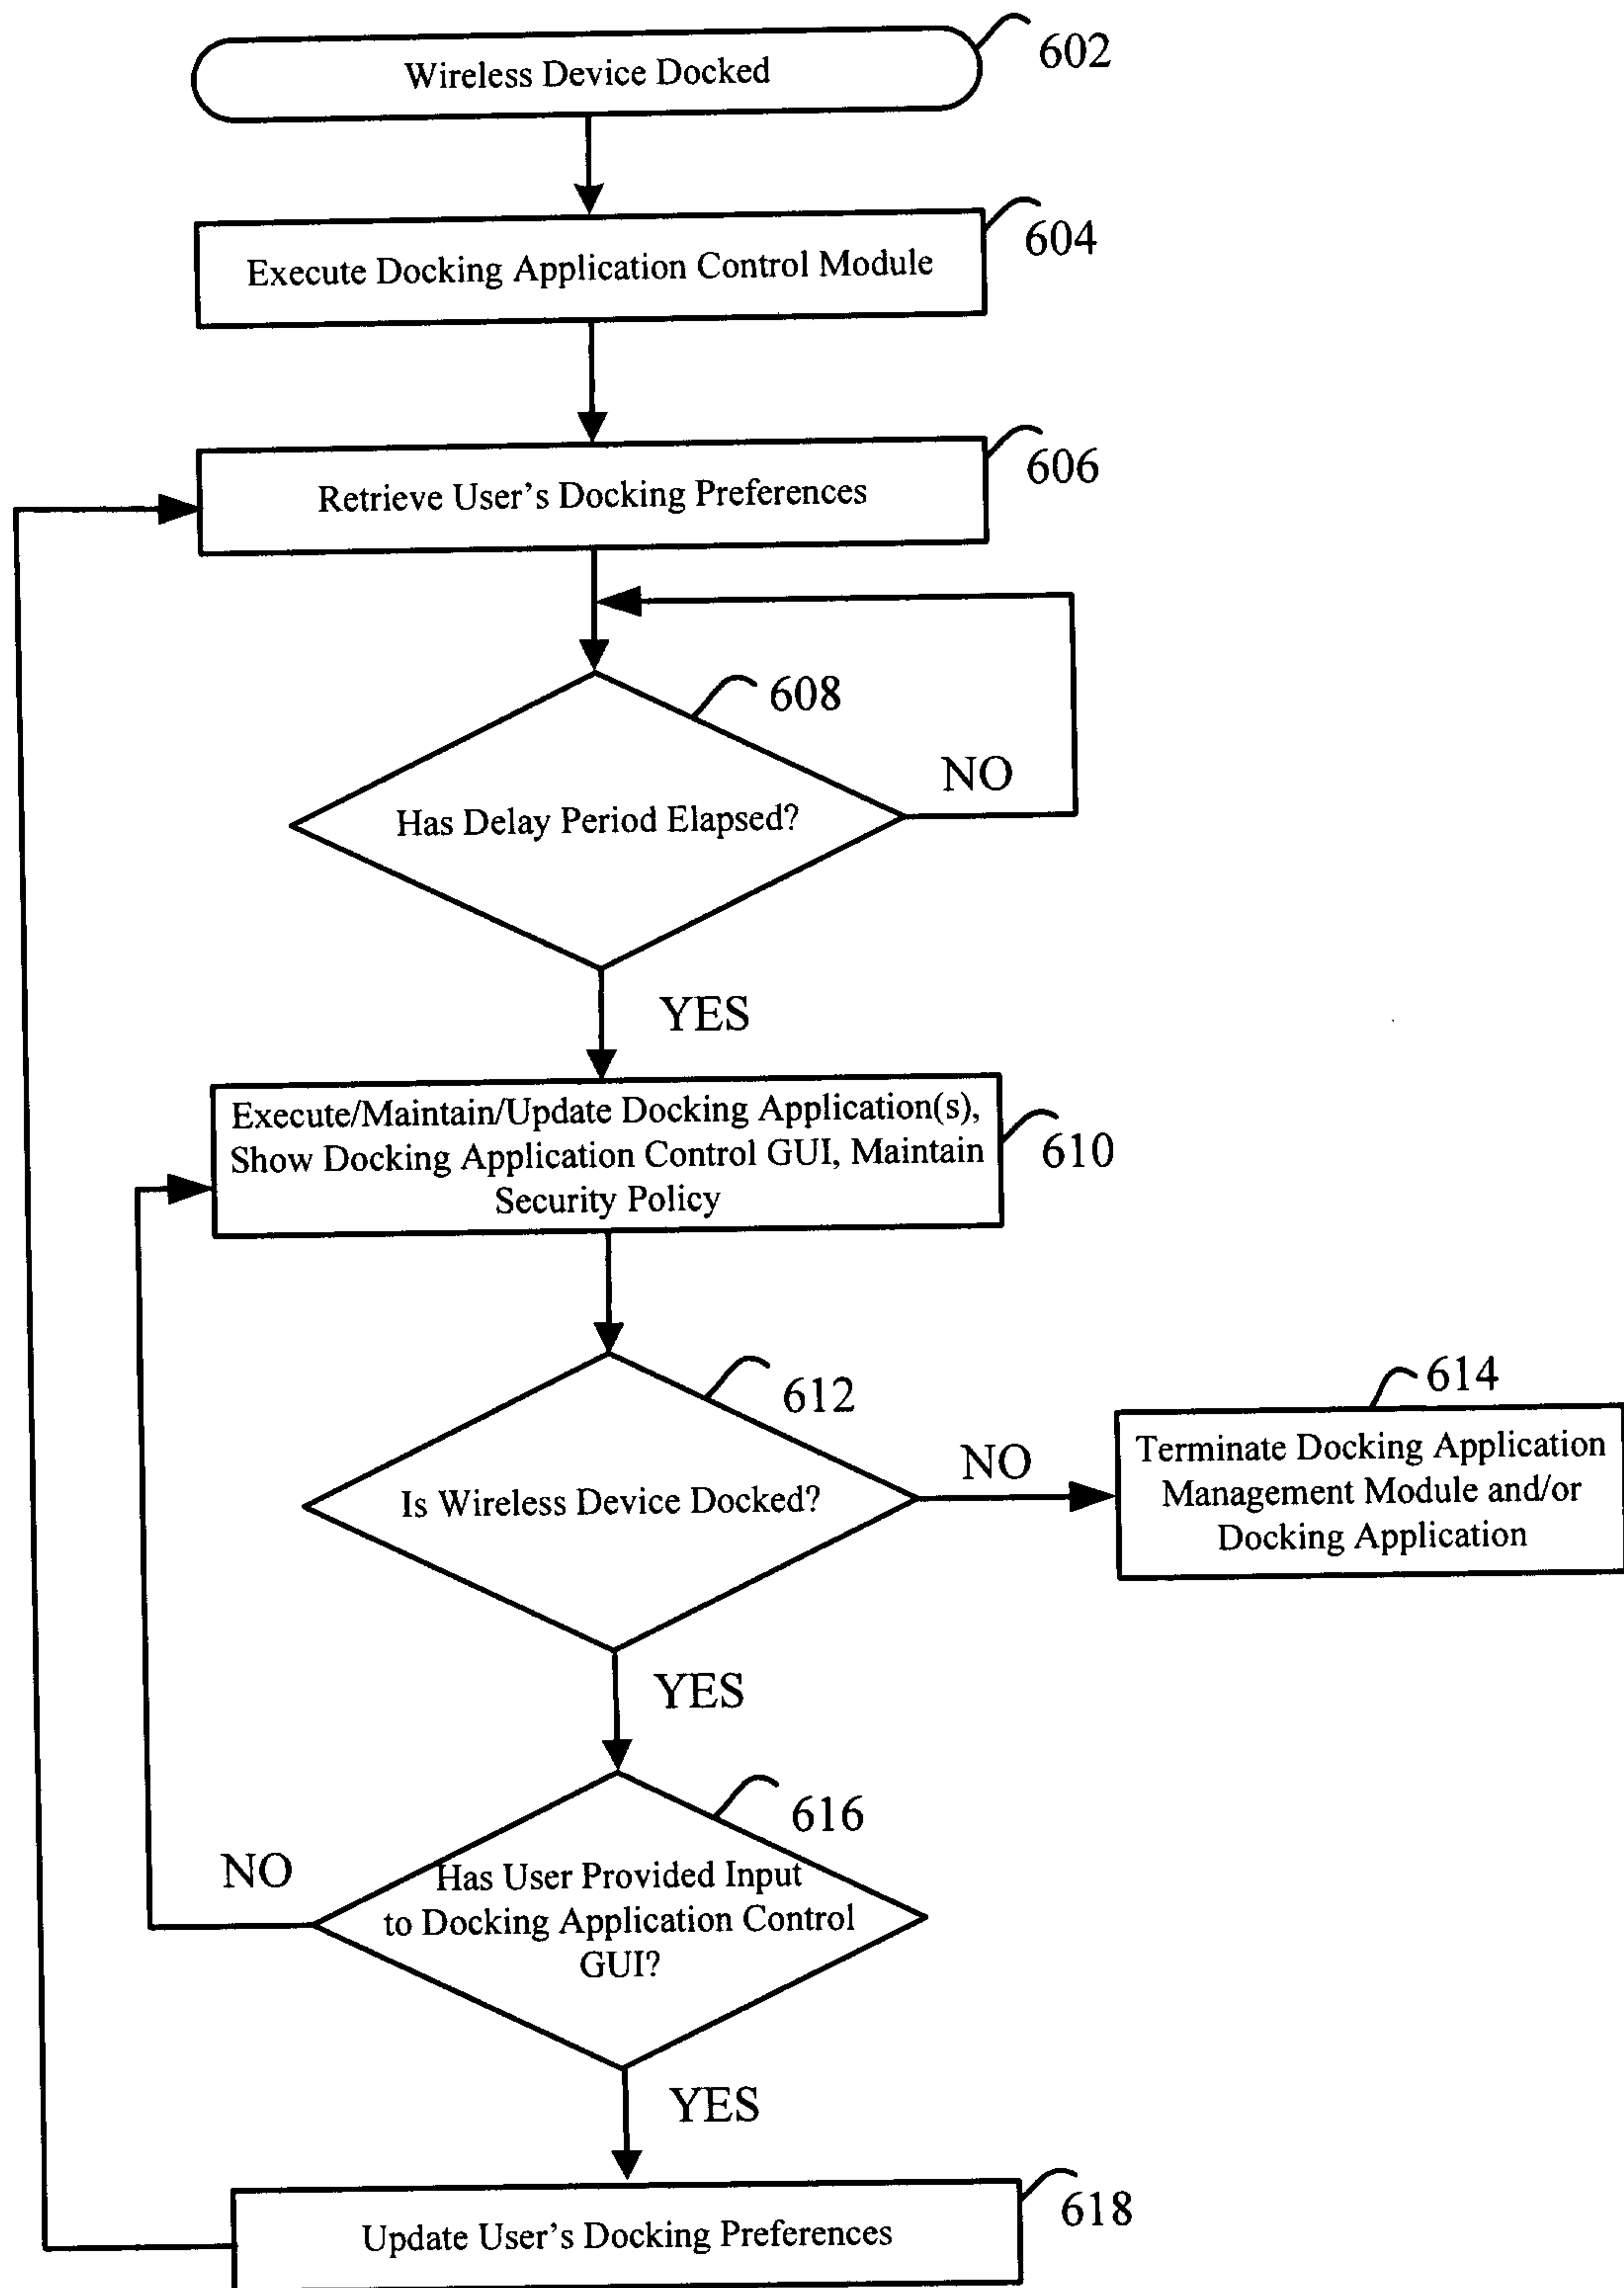 Wireless Device Docked
602
Execute Docking Application Control Module
604
Retrieve User's Docking Preferences
606
608
Has Delay Period Elapsed?
NO
YES
Execute/Maintain/Update Docking Application(s),
Show Docking Application Control GUI, Maintain
Security Policy
610
612
Is Wireless Device Docked?
NO
614
Terminate Docking Application
Management Module and/or
Docking Application
YES
616
Has User Provided Input
to Docking Application Control
GUI?
NO
YES
Update User's Docking Preferences
618